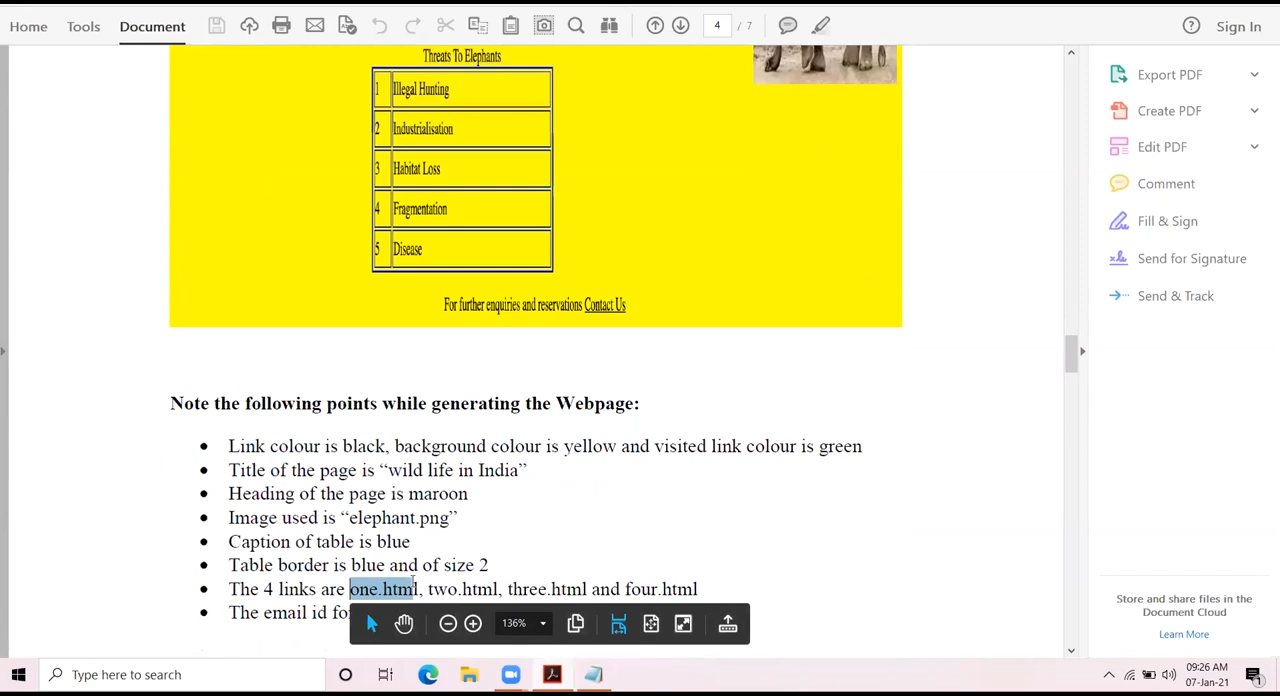 Home Tools Document 4 / 7 Sign In
Threats To Elephants
1 Illegal Hunting
2 Industrialisation
3 Habitat Loss
4 Fragmentation
5 Disease
For further enquiries and reservations Contact Us
Note the following points while generating the Webpage:
• Link colour is black, background colour is yellow and visited link colour is green
• Title of the page is “wild life in India”
• Heading of the page is maroon
• Image used is “elephant.png”
• Caption of table is blue
• Table border is blue and of size 2
• The 4 links are one.html, two.html, three.html and four.html
• The email id for
136%
Export PDF
Create PDF
Edit PDF
Comment
Fill & Sign
Send for Signature
Send & Track
Store and share files in the
Document Cloud
Learn More
Type here to search
09:26 AM
07-Jan-21
1